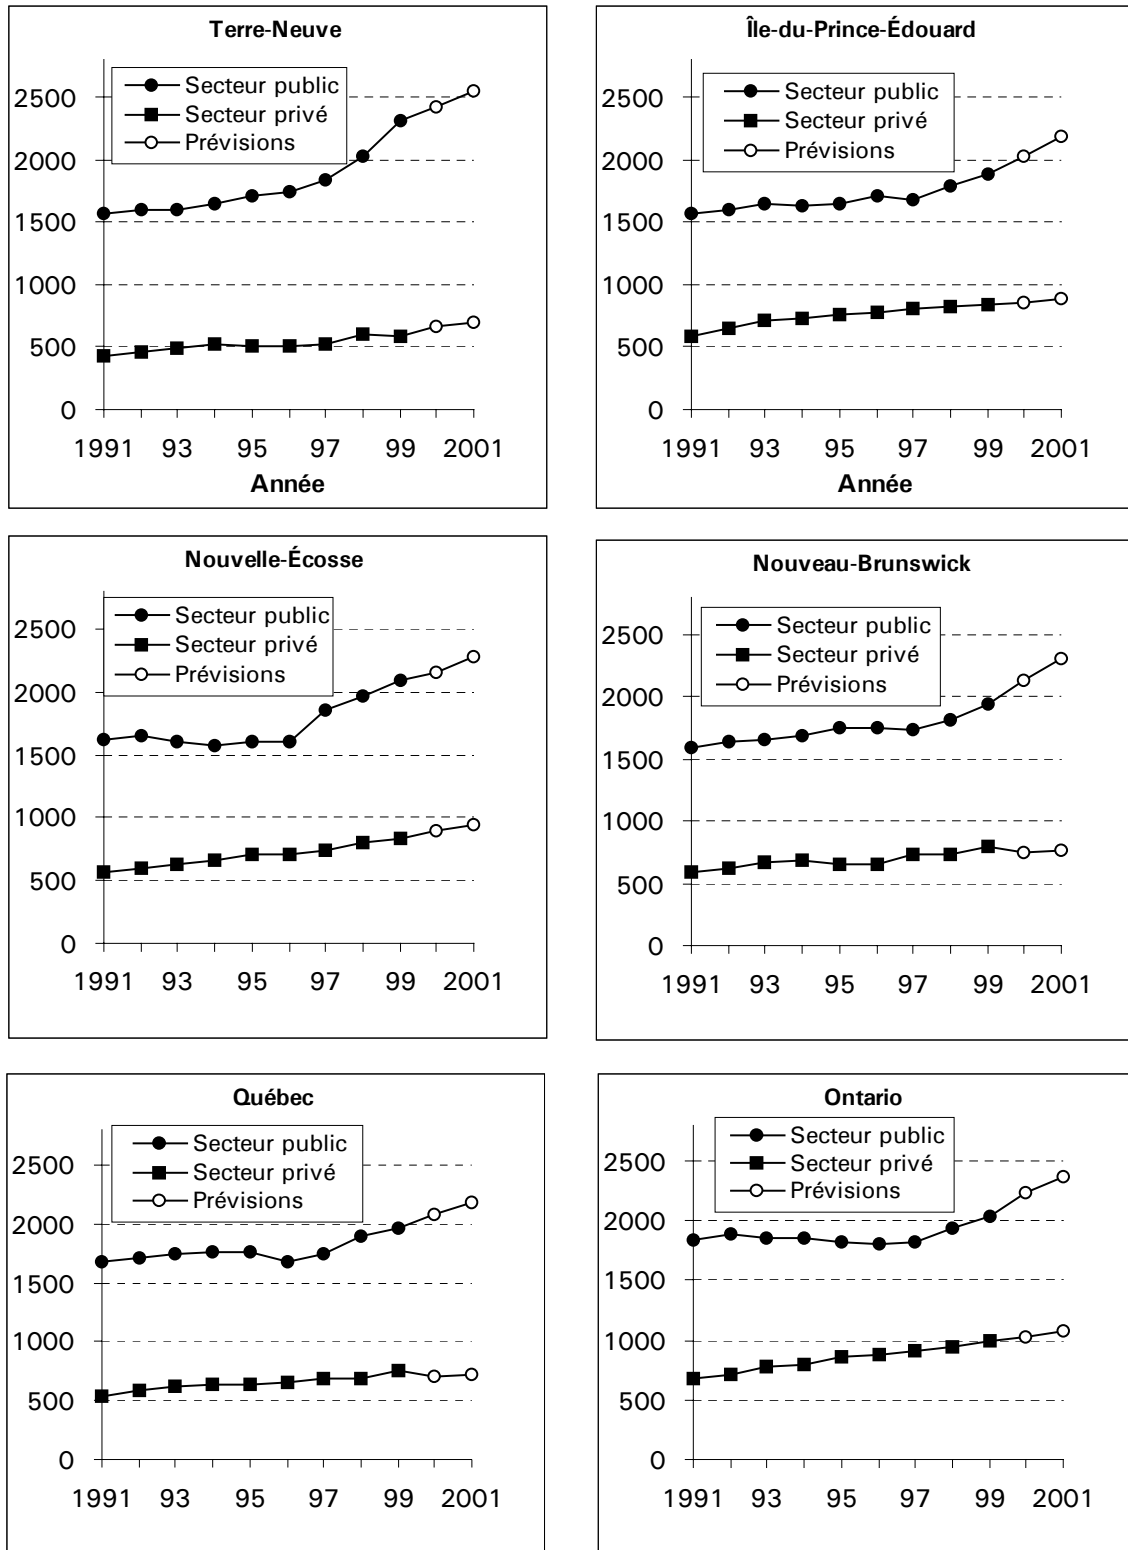 Terre-Neuve
Secteur public
Secteur privé
Prévisions
2500
2000
1500
1000
500
0
1991 93 95 97 99 2001
Année
Île-du-Prince-Édouard
Secteur public
Secteur privé
Prévisions
2500
2000
1500
1000
500
0
1991 93 95 97 99 2001
Année
Nouvelle-Écosse
Secteur public
Secteur privé
Prévisions
2500
2000
1500
1000
500
0
1991 93 95 97 99 2001
Nouveau-Brunswick
Secteur public
Secteur privé
Prévisions
2500
2000
1500
1000
500
0
1991 93 95 97 99 2001
Québec
Secteur public
Secteur privé
Prévisions
2500
2000
1500
1000
500
0
1991 93 95 97 99 2001
Ontario
Secteur public
Secteur privé
Prévisions
2500
2000
1500
1000
500
0
1991 93 95 97 99 2001